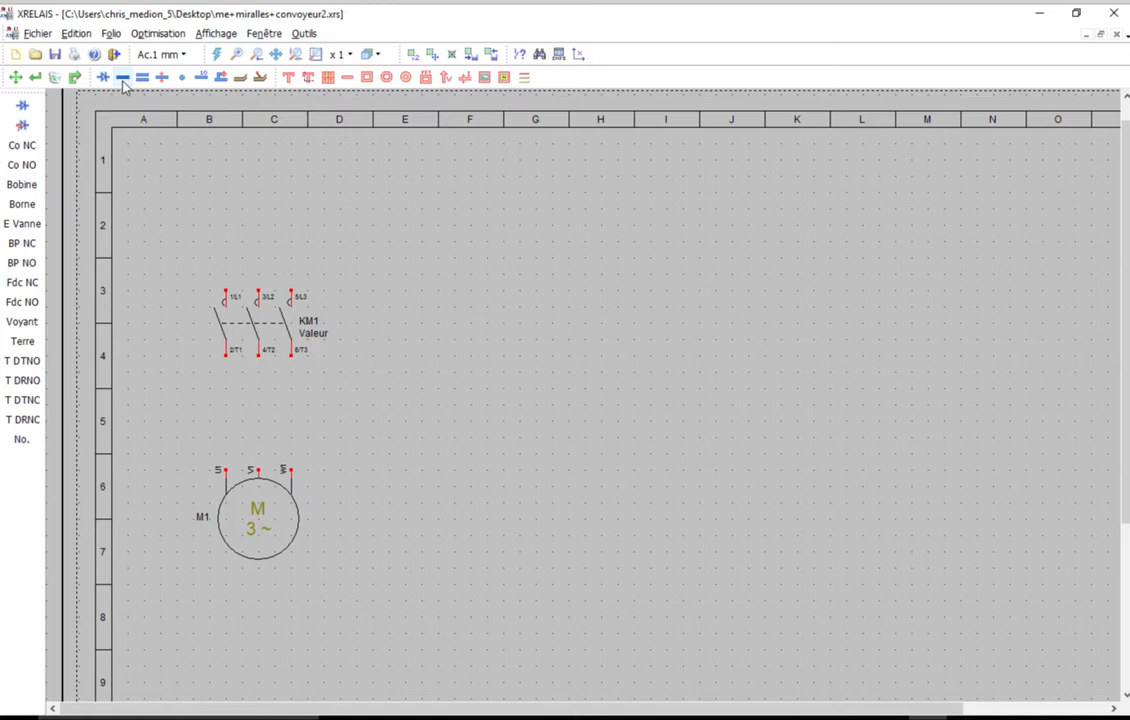 XRELAIS - [C:\Users\chris_medion_5\Desktop\me+miralles+convoyeur2.xrs]
Fichier Edition Folio Optimisation Affichage Fenêtre Outils
Ac.1 mm x 1
A B C D E F G H I J K L M N O
1
2
3
4
5
6
7
8
9
Co NC
Co NO
Bobine
Borne
E Vanne
BP NC
BP NO
Fdc NC
Fdc NO
Voyant
Terre
T DTNO
T DRNO
T DTNC
T DRNC
No.
1/L1 3/L2 5/L3
KM1
Valeur
2/T1 4/T2 6/T3
M1
M
3 ~